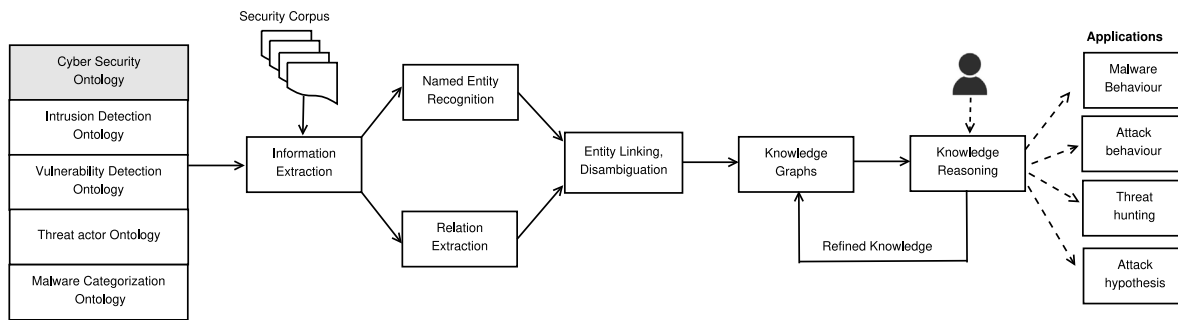 Security Corpus
Cyber Security
Ontology
Intrusion Detection
Ontology
Vulnerability Detection
Ontology
Threat actor Ontology
Malware Categorization
Ontology
Information
Extraction
Named Entity
Recognition
Relation
Extraction
Entity Linking,
Disambiguation
Knowledge
Graphs
Knowledge
Reasoning
Refined Knowledge
Applications
Malware
Behaviour
Attack
behaviour
Threat
hunting
Attack
hypothesis